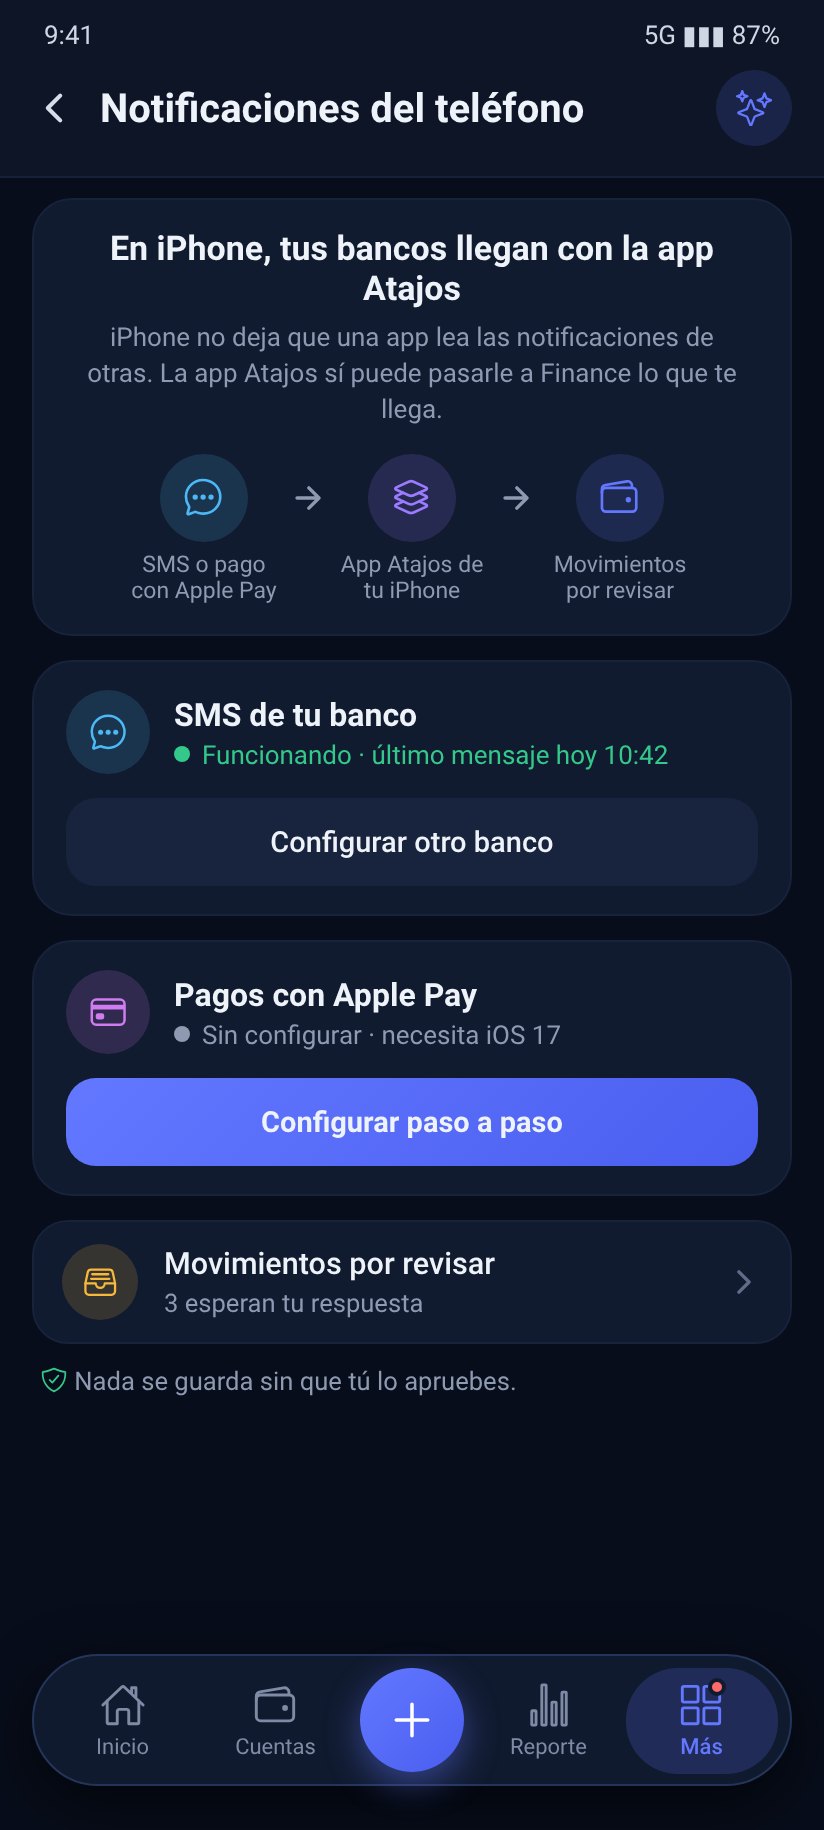 9:41
5G 87%
Notificaciones del teléfono
En iPhone, tus bancos llegan con la app
Atajos
iPhone no deja que una app lea las notificaciones de
otras. La app Atajos sí puede pasarle a Finance lo que te
llega.
SMS o pago
con Apple Pay
App Atajos de
tu iPhone
Movimientos
por revisar
SMS de tu banco
Funcionando · último mensaje hoy 10:42
Configurar otro banco
Pagos con Apple Pay
Sin configurar · necesita iOS 17
Configurar paso a paso
Movimientos por revisar
3 esperan tu respuesta
Nada se guarda sin que tú lo apruebes.
Inicio
Cuentas
Reporte
Más